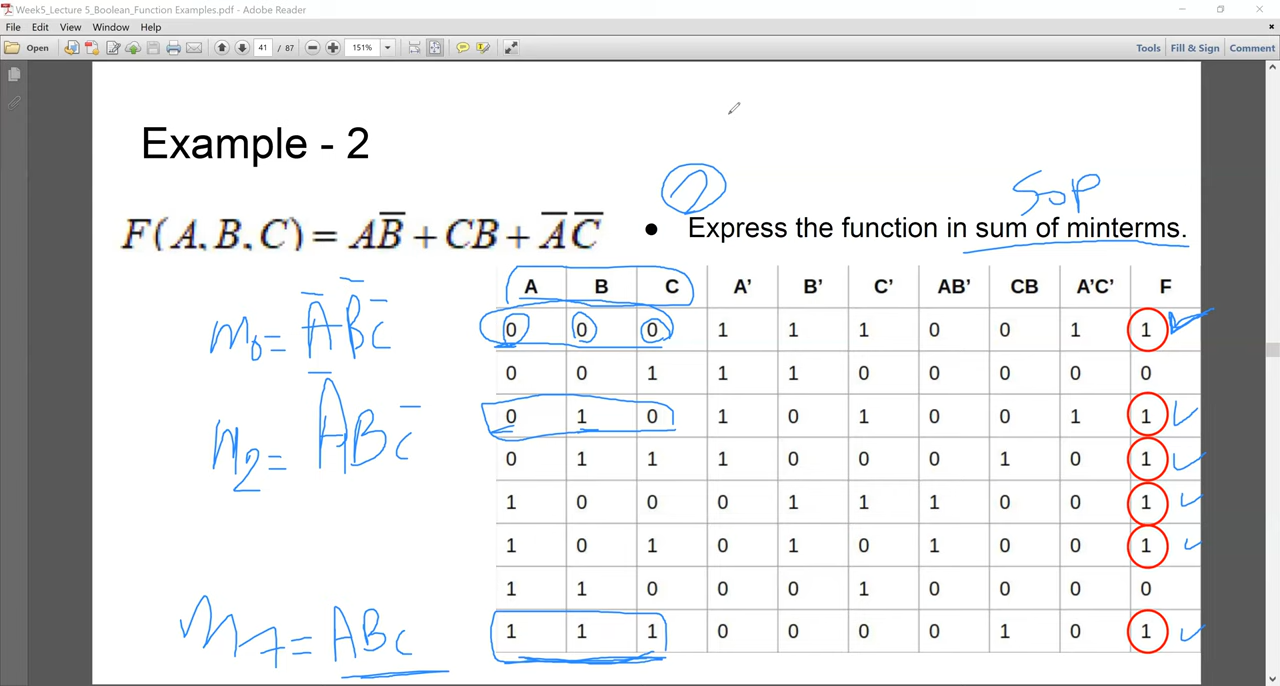 Week5_Lecture 5_Boolean_Function Examples.pdf - Adobe Reader
File Edit View Window Help
Open 41 / 87 151% Tools Fill & Sign Comment
Example - 2
SOP
F(A, B, C) = AB̅ + CB + A̅ C̅
● Express the function in sum of minterms.
A B C A' B' C' AB' CB A'C' F
0 0 0 1 1 1 0 0 1 1
0 0 1 1 1 0 0 0 0 0
0 1 0 1 0 1 0 0 1 1
0 1 1 1 0 0 0 1 0 1
1 0 0 0 1 1 1 0 0 1
1 0 1 0 1 0 1 0 0 1
1 1 0 0 0 1 0 0 0 0
1 1 1 0 0 0 0 1 0 1
m0 = A̅ B̅ C̅
m2 = A̅ B C̅
m7 = ABC